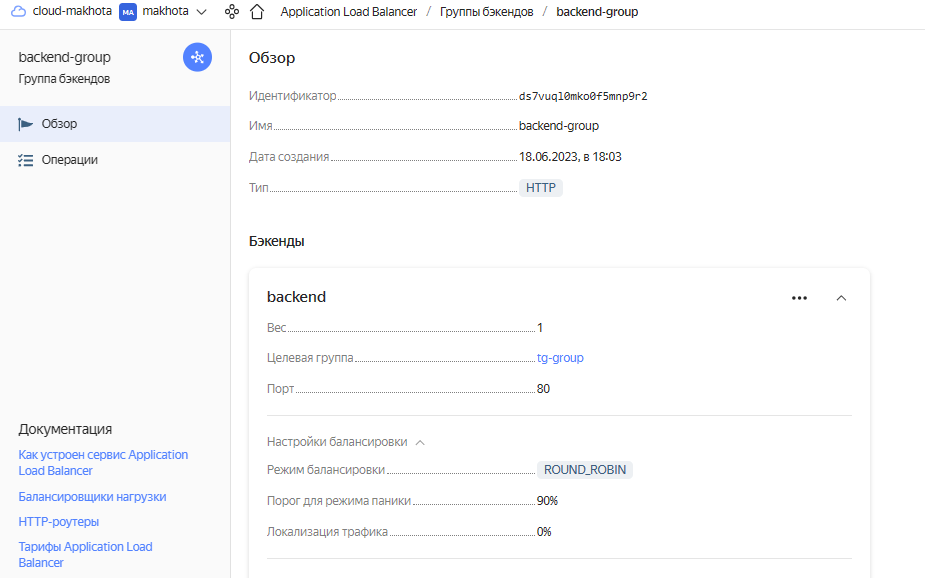 cloud-makhota MA makhota Application Load Balancer / Группы бэкендов / backend-group
backend-group
Группа бэкендов
Обзор
Операции
Документация
Как устроен сервис Application
Load Balancer
Балансировщики нагрузки
HTTP-роутеры
Тарифы Application Load
Balancer
Обзор
Идентификатор ds7vuql0mko0f5mnp9r2
Имя backend-group
Дата создания 18.06.2023, в 18:03
Тип HTTP
Бэкенды
backend
Вес 1
Целевая группа tg-group
Порт 80
Настройки балансировки
Режим балансировки ROUND_ROBIN
Порог для режима паники 90%
Локализация трафика 0%